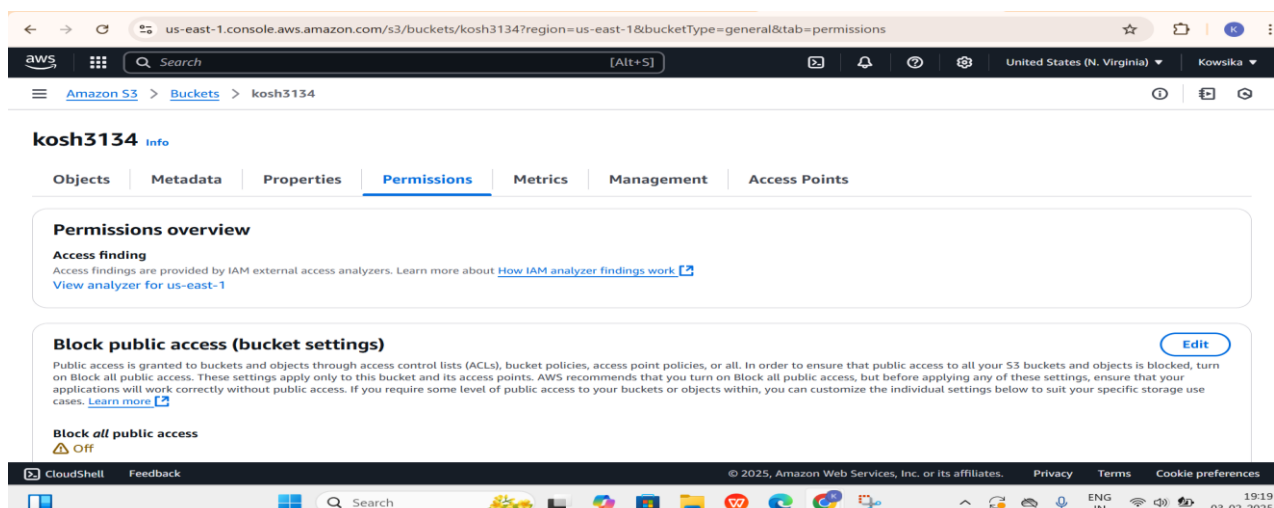 us-east-1.console.aws.amazon.com/s3/buckets/kosh3134?region=us-east-1&bucketType=general&tab=permissions
K
aws Search [Alt+S] United States (N. Virginia) Kowsika
Amazon S3 > Buckets > kosh3134
kosh3134 Info
Objects Metadata Properties Permissions Metrics Management Access Points
Permissions overview
Access finding
Access findings are provided by IAM external access analyzers. Learn more about How IAM analyzer findings work
View analyzer for us-east-1
Block public access (bucket settings) Edit
Public access is granted to buckets and objects through access control lists (ACLs), bucket policies, access point policies, or all. In order to ensure that public access to all your S3 buckets and objects is blocked, turn
on Block all public access. These settings apply only to this bucket and its access points. AWS recommends that you turn on Block all public access, but before applying any of these settings, ensure that your
applications will work correctly without public access. If you require some level of public access to your buckets or objects within, you can customize the individual settings below to suit your specific storage use
cases. Learn more
Block all public access
Off
CloudShell Feedback © 2025, Amazon Web Services, Inc. or its affiliates. Privacy Terms Cookie preferences
Search ENG 19:19
IN 03-02-2025